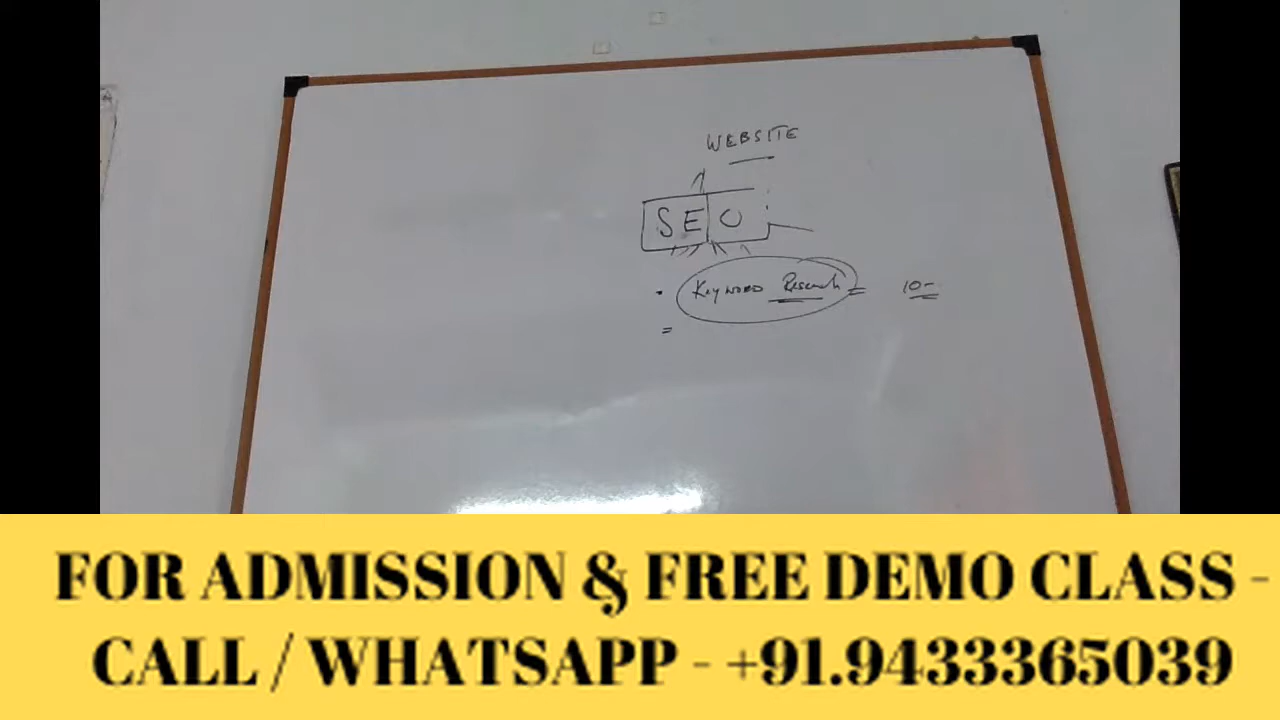 WEBSITE
SEO
KEYWORD Research = 10-
=
FOR ADMISSION & FREE DEMO CLASS -
CALL / WHATSAPP - +91.9433365039